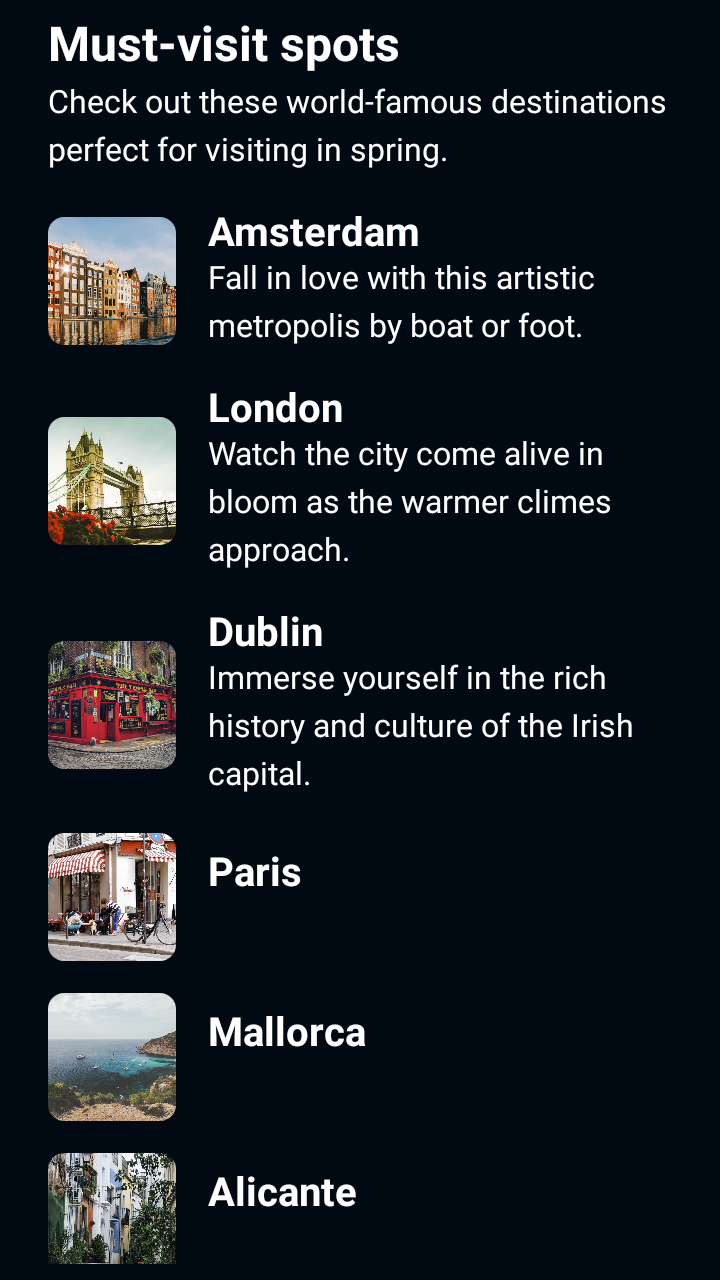 Must-visit spots
Check out these world-famous destinations
perfect for visiting in spring.
Amsterdam
Fall in love with this artistic
metropolis by boat or foot.
London
Watch the city come alive in
bloom as the warmer climes
approach.
Dublin
Immerse yourself in the rich
history and culture of the Irish
capital.
Paris
Mallorca
Alicante